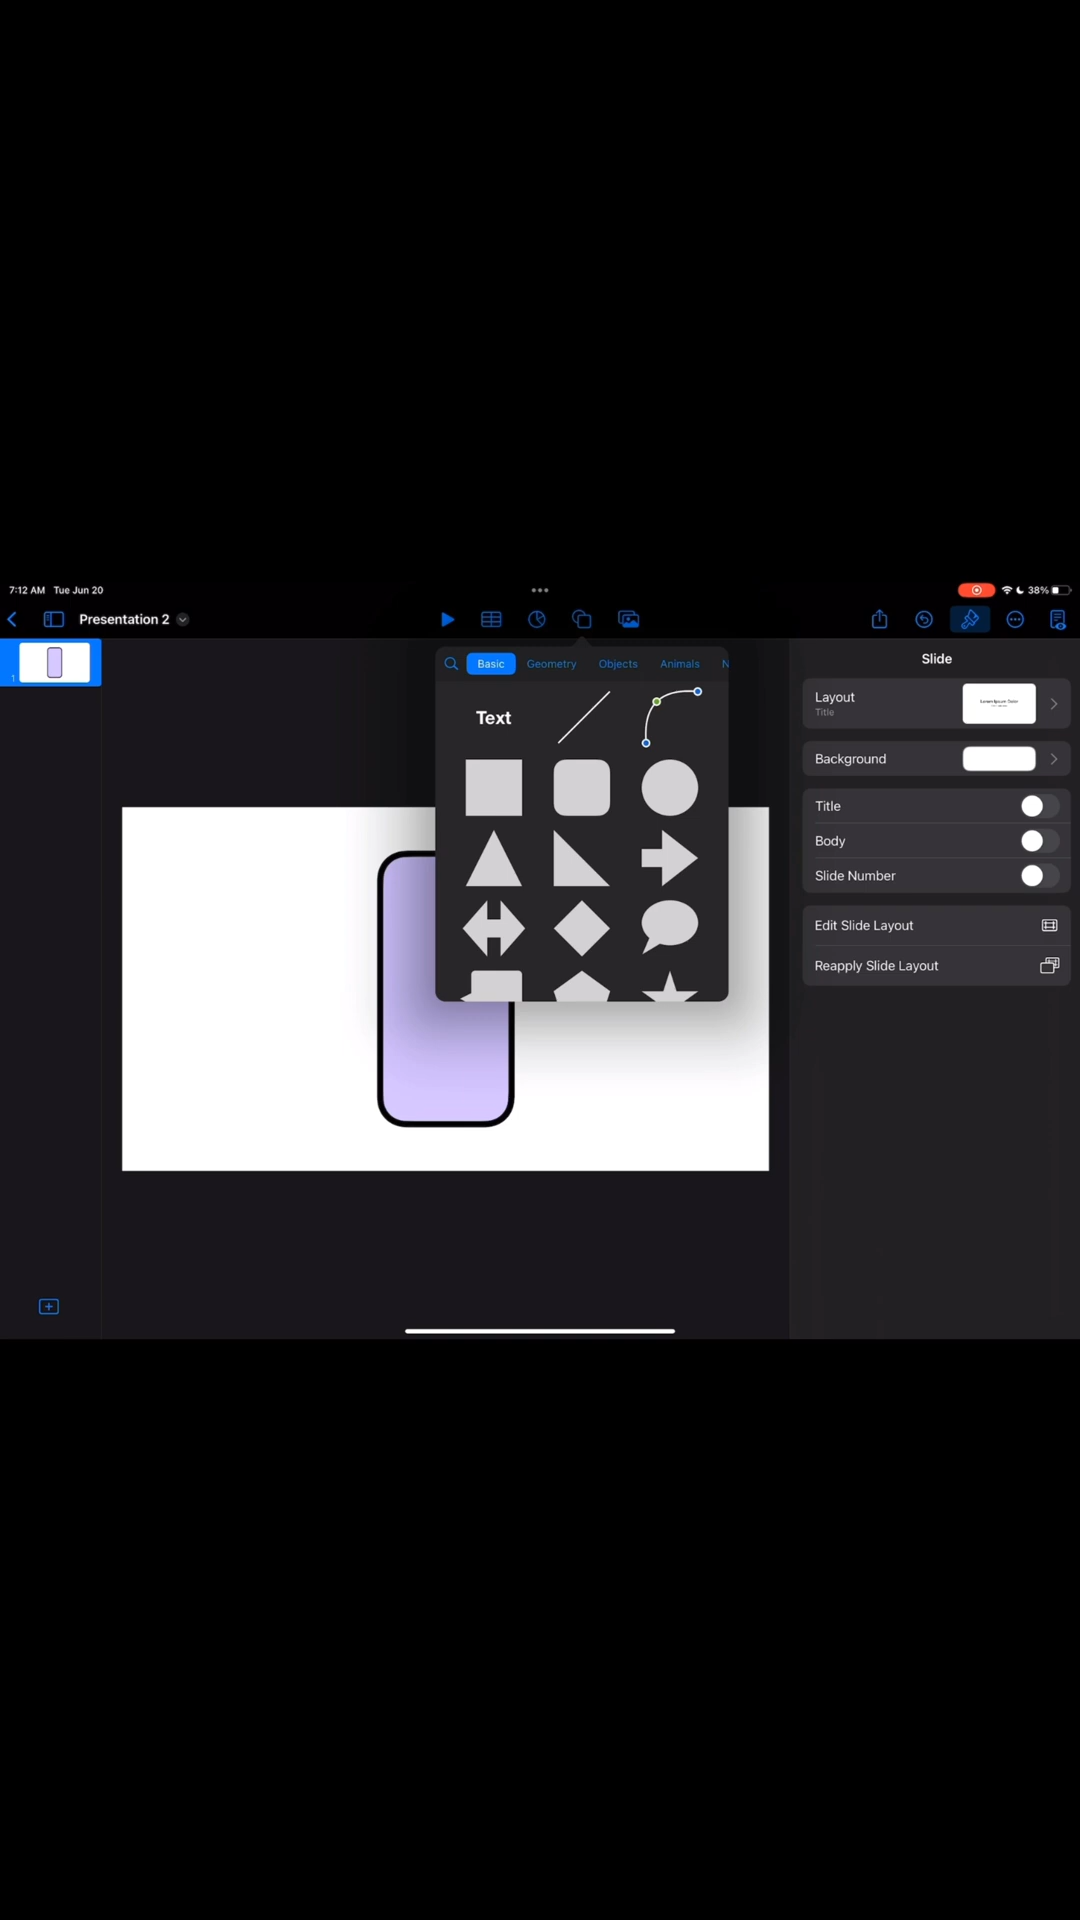 7:12 AM Tue Jun 20
38%
Presentation 2
Basic Geometry Objects Animals N
Text
Slide
Layout
Title
Background
Title
Body
Slide Number
Edit Slide Layout
Reapply Slide Layout
1